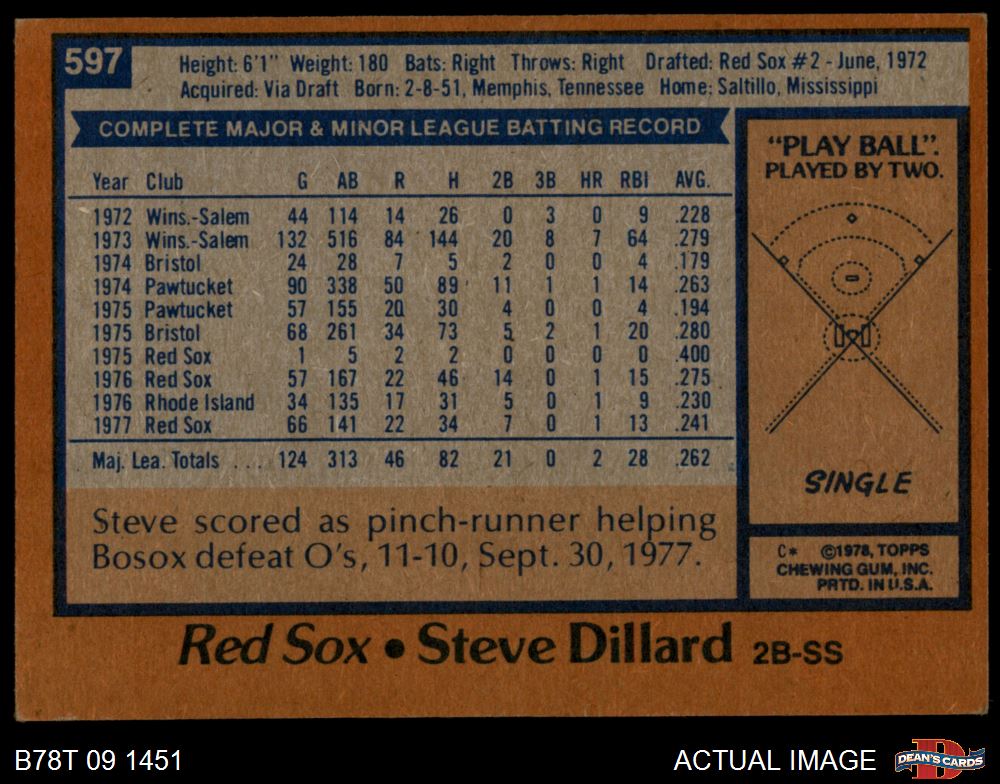 597
Height: 6'1" Weight: 180 Bats: Right Throws: Right Drafted: Red Sox #2 - June, 1972
Acquired: Via Draft Born: 2-8-51, Memphis, Tennessee Home: Saltillo, Mississippi
COMPLETE MAJOR & MINOR LEAGUE BATTING RECORD
Year Club G AB R H 2B 3B HR RBI AVG.
1972 Wins.-Salem 44 114 14 26 0 3 0 9 .228
1973 Wins.-Salem 132 516 84 144 20 8 7 64 .279
1974 Bristol 24 28 7 5 2 0 0 4 .179
1974 Pawtucket 90 338 50 89 11 1 1 14 .263
1975 Pawtucket 57 155 20 30 4 0 0 4 .194
1975 Bristol 68 261 34 73 5 2 1 20 .280
1975 Red Sox 1 5 2 2 0 0 0 0 .400
1976 Red Sox 57 167 22 46 14 0 1 15 .275
1976 Rhode Island 34 135 17 31 5 0 1 9 .230
1977 Red Sox 66 141 22 34 7 0 1 13 .241
Maj. Lea. Totals . . . 124 313 46 82 21 0 2 28 .262
Steve scored as pinch-runner helping
Bosox defeat O's, 11-10, Sept. 30, 1977.
"PLAY BALL".
PLAYED BY TWO.
SINGLE
C* ©1978, TOPPS
CHEWING GUM, INC.
PRTD. IN U.S.A.
Red Sox • Steve Dillard 2B-SS
B78T 09 1451
ACTUAL IMAGE
DEAN'S CARDS